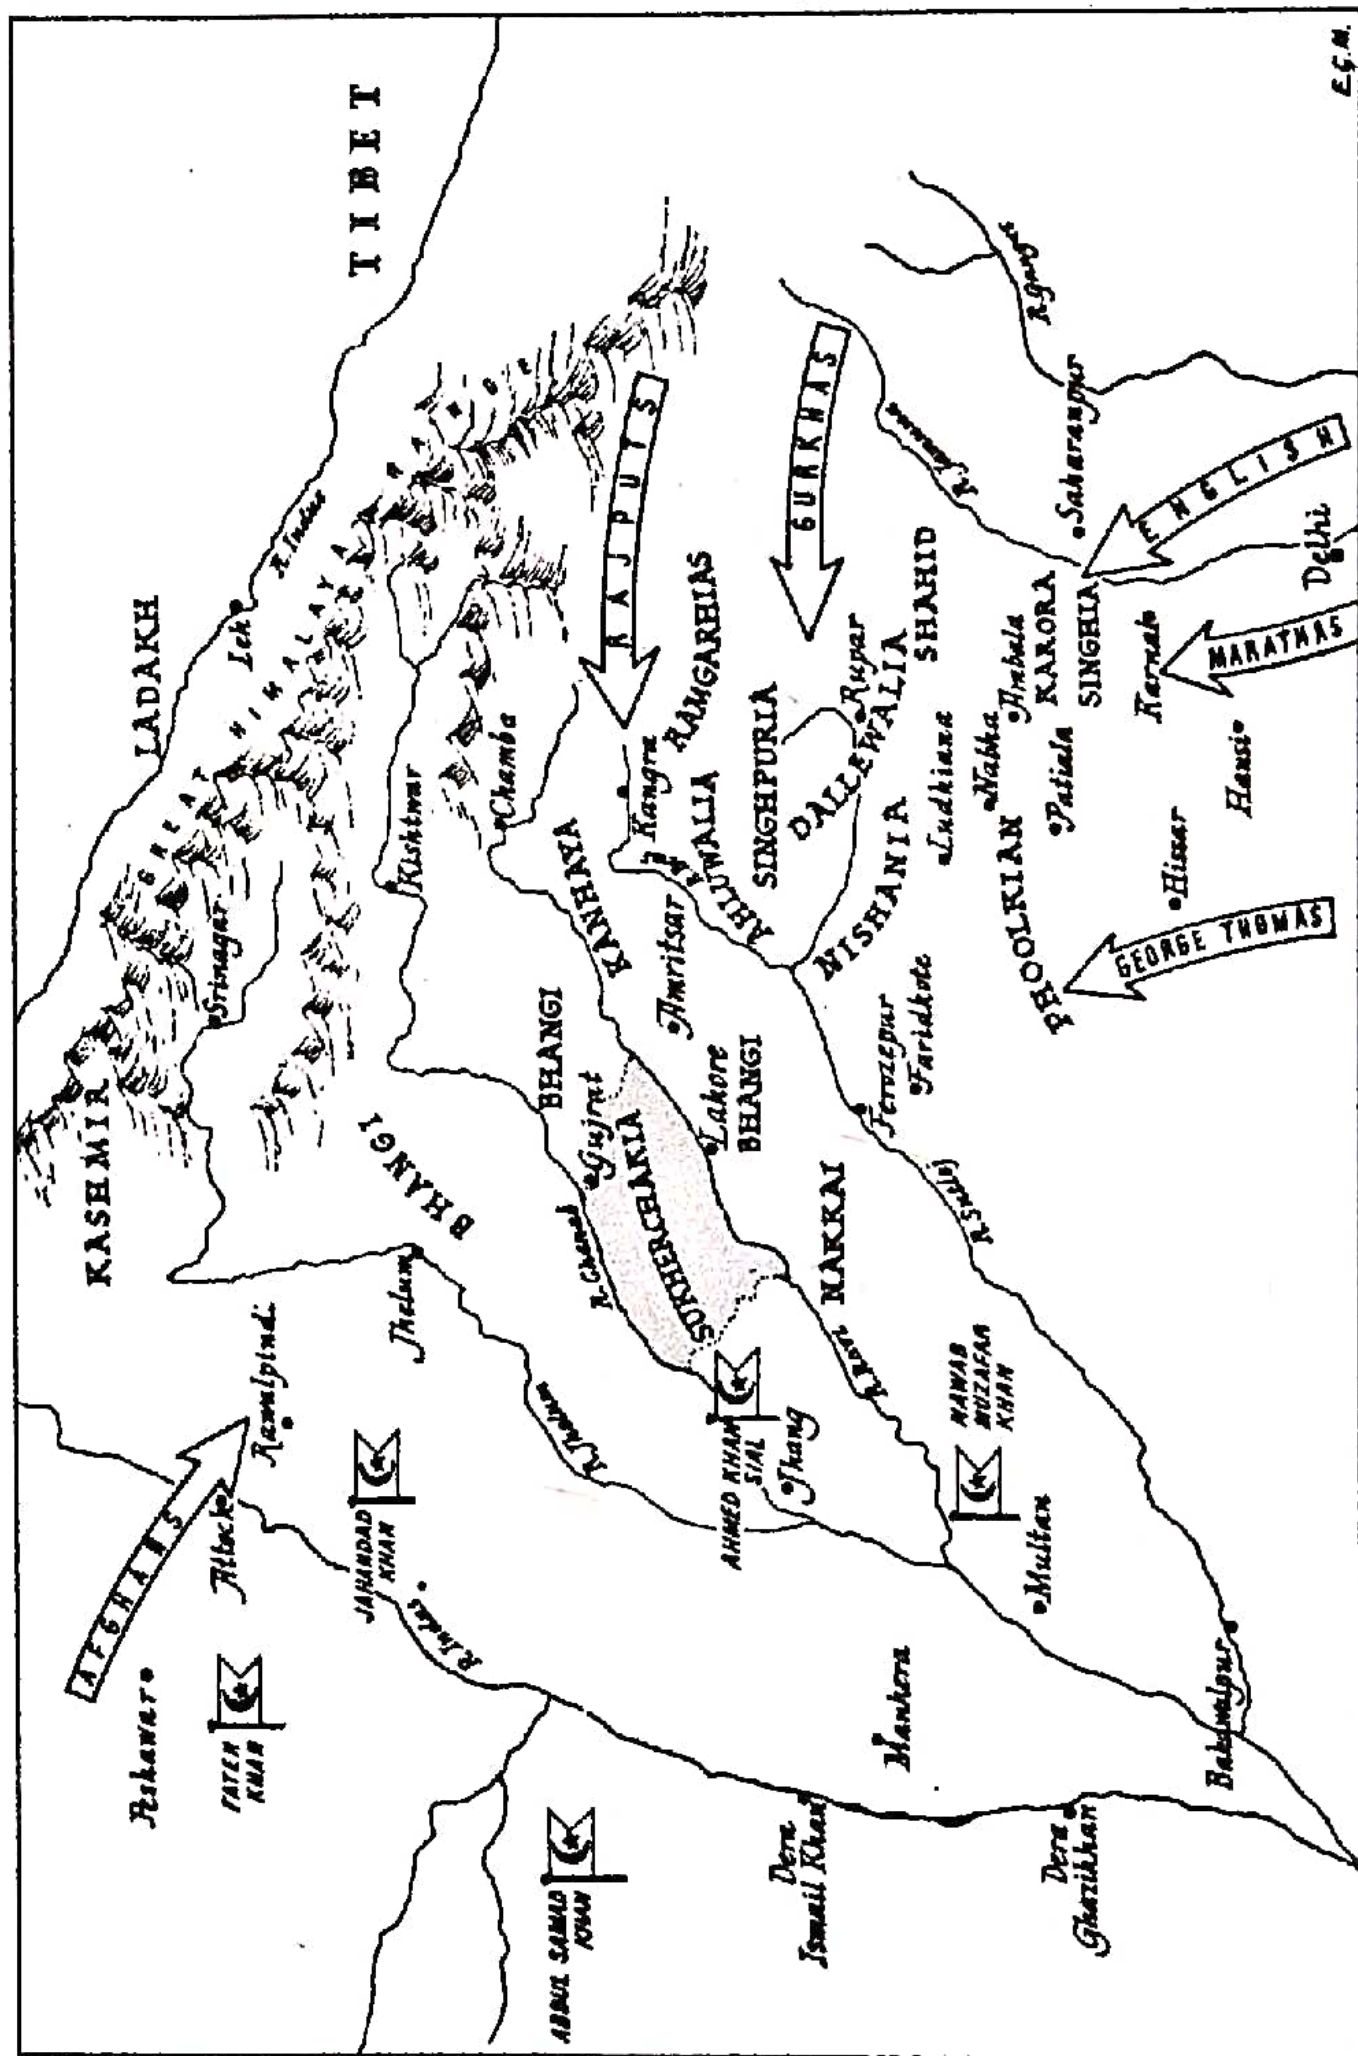 TIBET
LADAKH
Leh
R. Indus
GREAT HIMALAYA RANGE
KASHMIR
Srinagar
Kishtwar
Chamba
RAJPUTS
GURKHAS
AFGHANS
Peshawar
Attock
Rawalpindi
FATEH
KHAN
JAHANDAD
KHAN
Jhelum
R. Indus
R. Jhelum
BHANGI
BHANGI
Gujrat
R. Chenab
SUKHERCHAKIA
KANHAYA
Kangra
RAMGARHIAS
R. Beas
AHLUWALIA
Amritsar
SINGHPURIA
Lahore
BHANGI
DALLEWALIA
Rupar
SHAHID
R. Jumna
R. Ganges
Saharanpur
ABDUL SAMAD
KHAN
AHMED KHAN
SIAL
Jhang
R. Ravi
NAKKAI
NISHANIA
Ludhiana
Ferozepur
Faridkote
R. Sutlej
NAWAB
MUZAFAR
KHAN
Multan
Mankera
Dera
Ismail Khan
Dera
Ghazikhan
Bahawalpur
PHOOLKIAN
Nabha
Ambala
Patiala
KARORA
SINGHIA
Karnal
Hissar
Hansi
Delhi
GEORGE THOMAS
MARATHAS
ENGLISH
E.G.M.